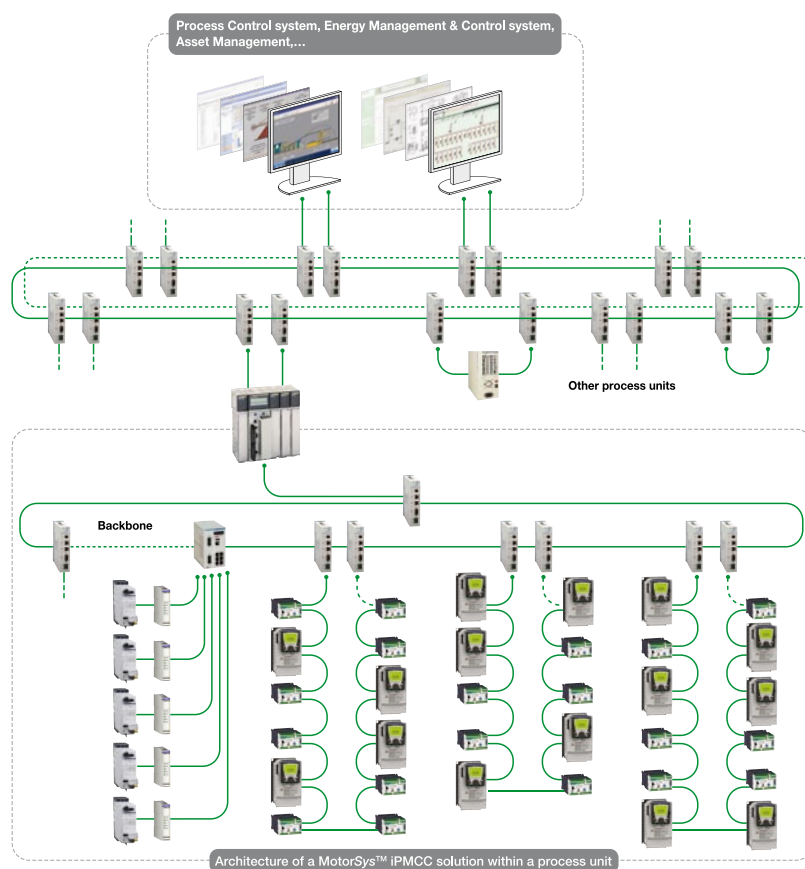 Process Control system, Energy Management & Control system,
Asset Management,...
Other process units
Backbone
Architecture of a MotorSys™ iPMCC solution within a process unit